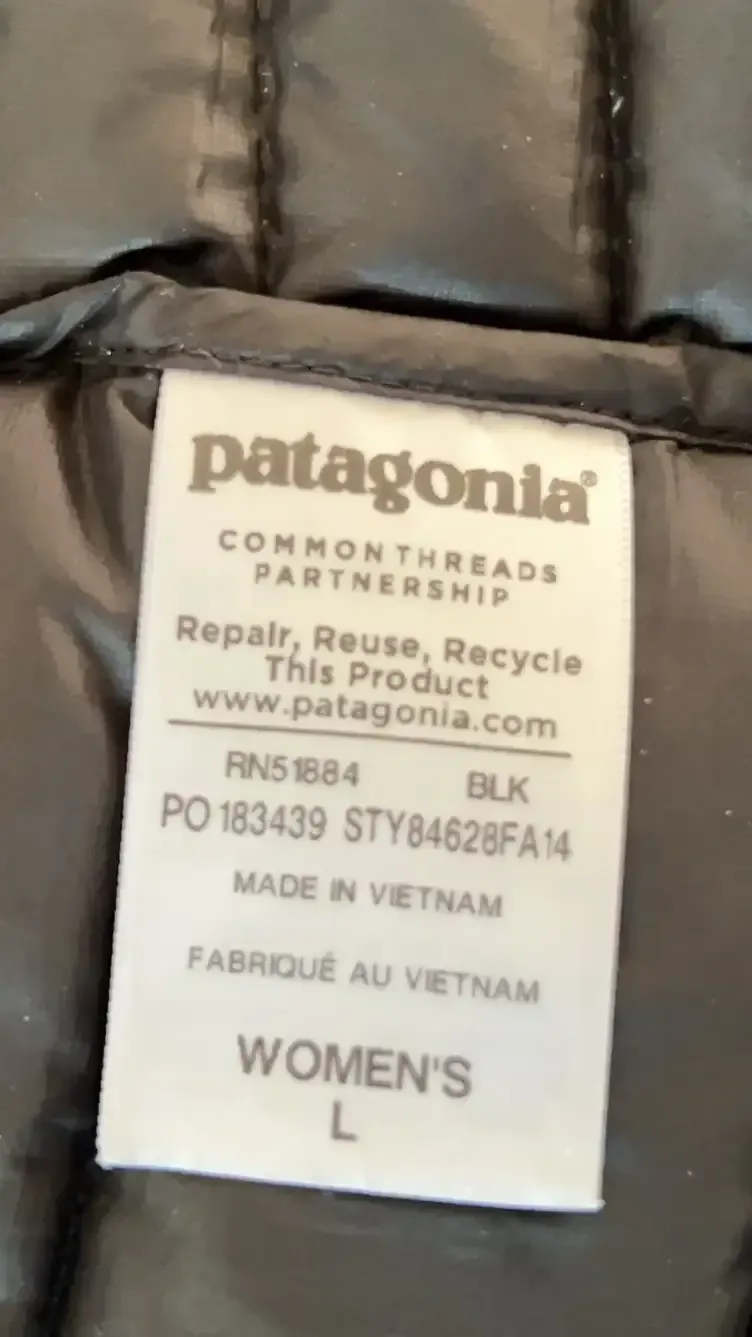 patagonia®
COMMON THREADS
PARTNERSHIP
Repair, Reuse, Recycle
This Product
www.patagonia.com
RN51884 BLK
PO 183439 STY84628FA14
MADE IN VIETNAM
FABRIQUÉ AU VIETNAM
WOMEN'S
L